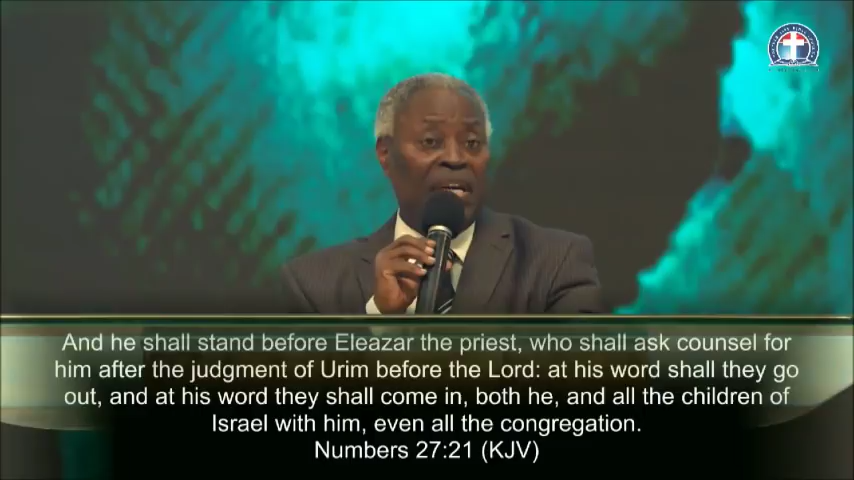 And he shall stand before Eleazar the priest, who shall ask counsel for
him after the judgment of Urim before the Lord: at his word shall they go
out, and at his word they shall come in, both he, and all the children of
Israel with him, even all the congregation.
Numbers 27:21 (KJV)